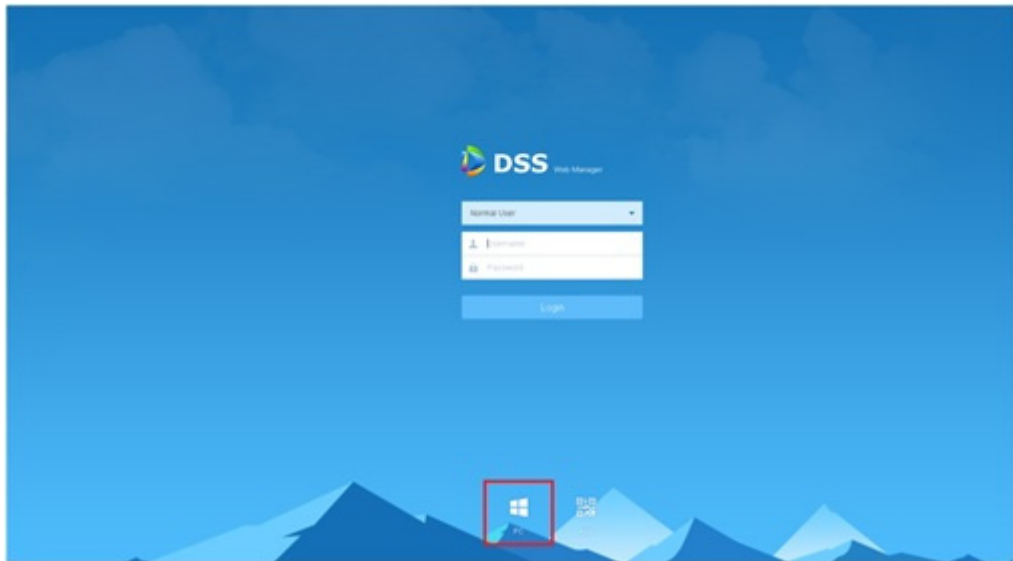 DSS Web Manager
Normal User
Username
Password
Login
PC